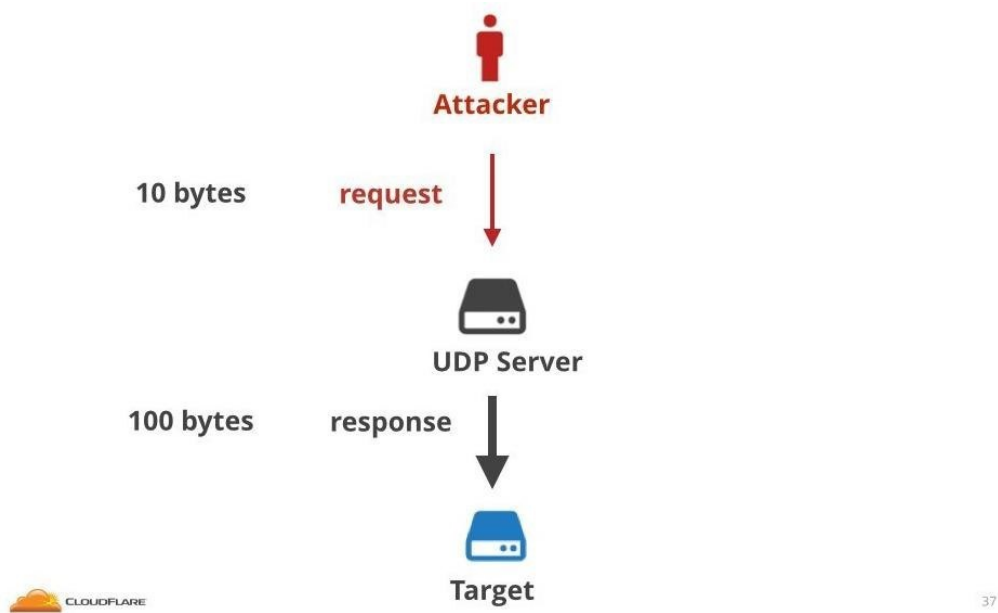 Attacker
10 bytes request
UDP Server
100 bytes response
Target
CLOUDFLARE
37